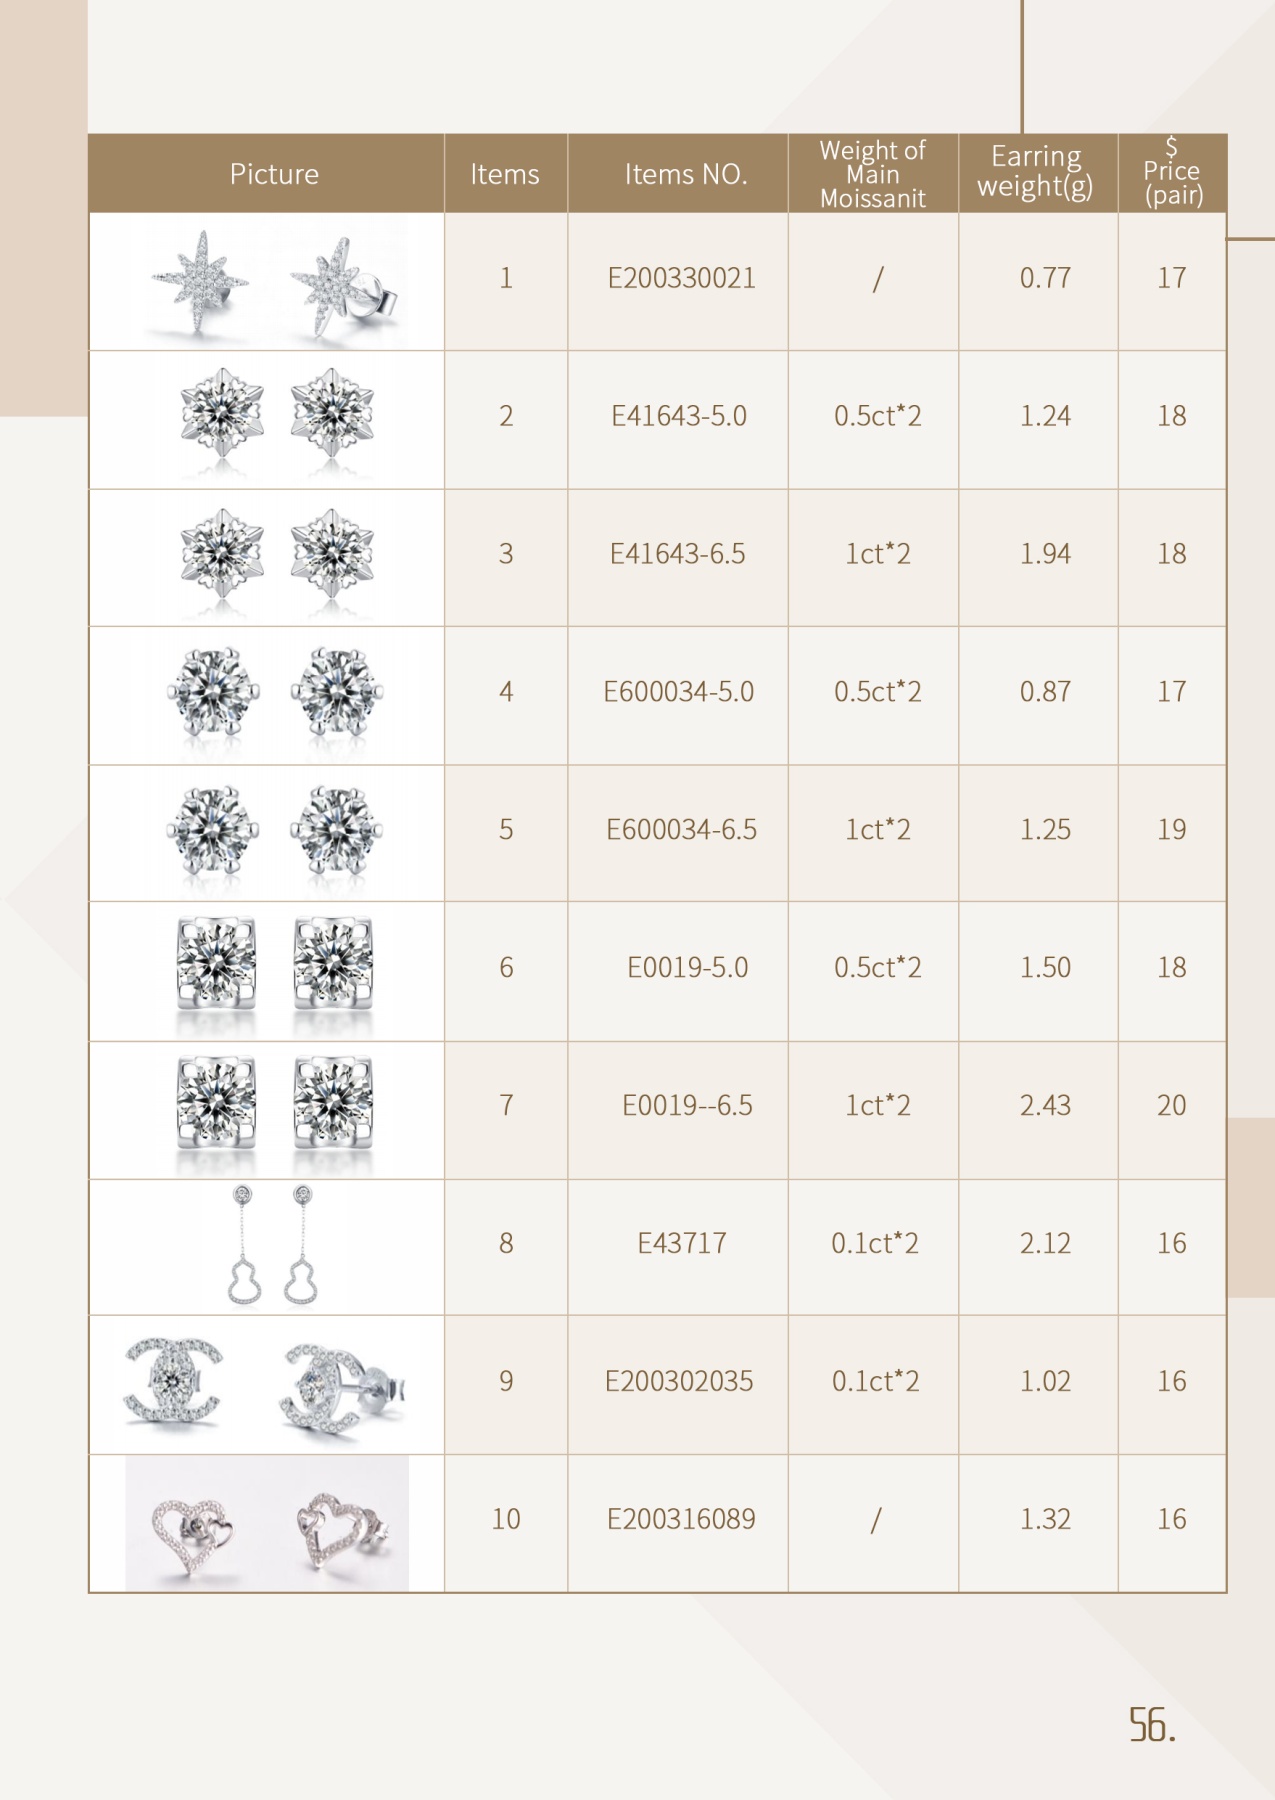 Picture Items Items NO. Weight of Main Moissanit Earring weight(g) $ Price (pair)
1 E200330021 / 0.77 17
2 E41643-5.0 0.5ct*2 1.24 18
3 E41643-6.5 1ct*2 1.94 18
4 E600034-5.0 0.5ct*2 0.87 17
5 E600034-6.5 1ct*2 1.25 19
6 E0019-5.0 0.5ct*2 1.50 18
7 E0019--6.5 1ct*2 2.43 20
8 E43717 0.1ct*2 2.12 16
9 E200302035 0.1ct*2 1.02 16
10 E200316089 / 1.32 16
56.